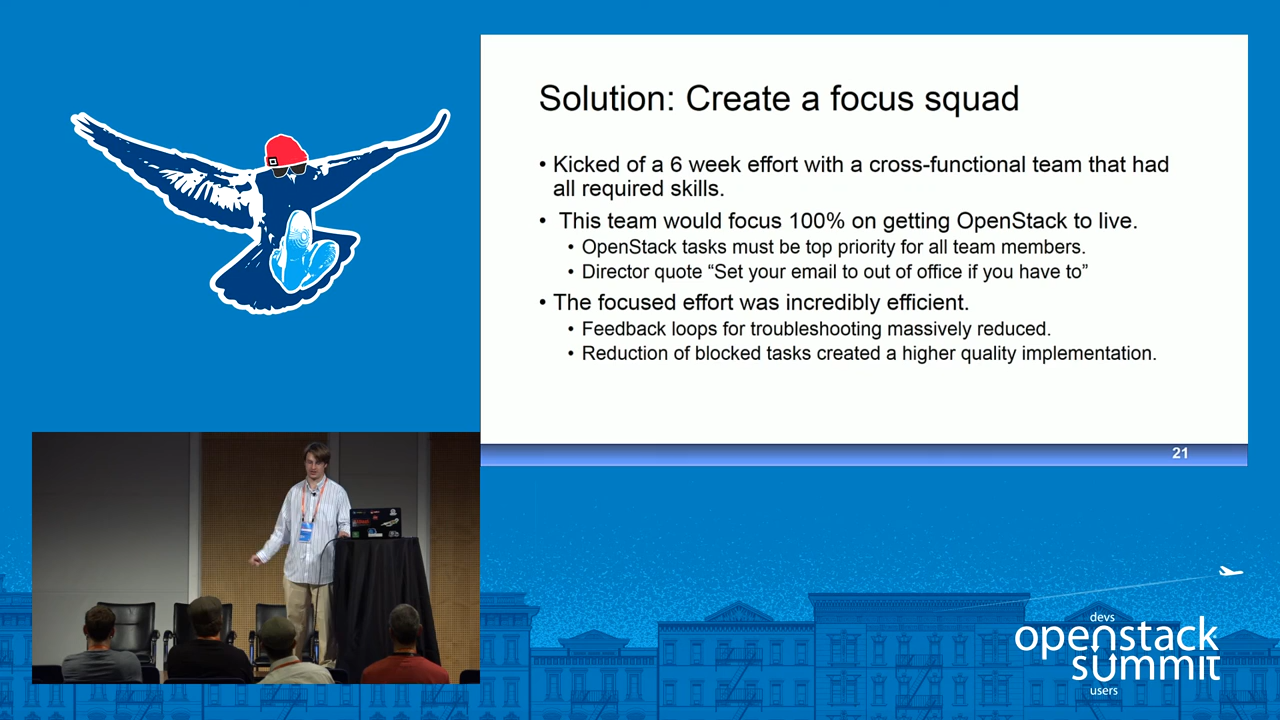 Solution: Create a focus squad
• Kicked of a 6 week effort with a cross-functional team that had
all required skills.
• This team would focus 100% on getting OpenStack to live.
• OpenStack tasks must be top priority for all team members.
• Director quote “Set your email to out of office if you have to”
• The focused effort was incredibly efficient.
• Feedback loops for troubleshooting massively reduced.
• Reduction of blocked tasks created a higher quality implementation.
21
devs
openstack
summit
users